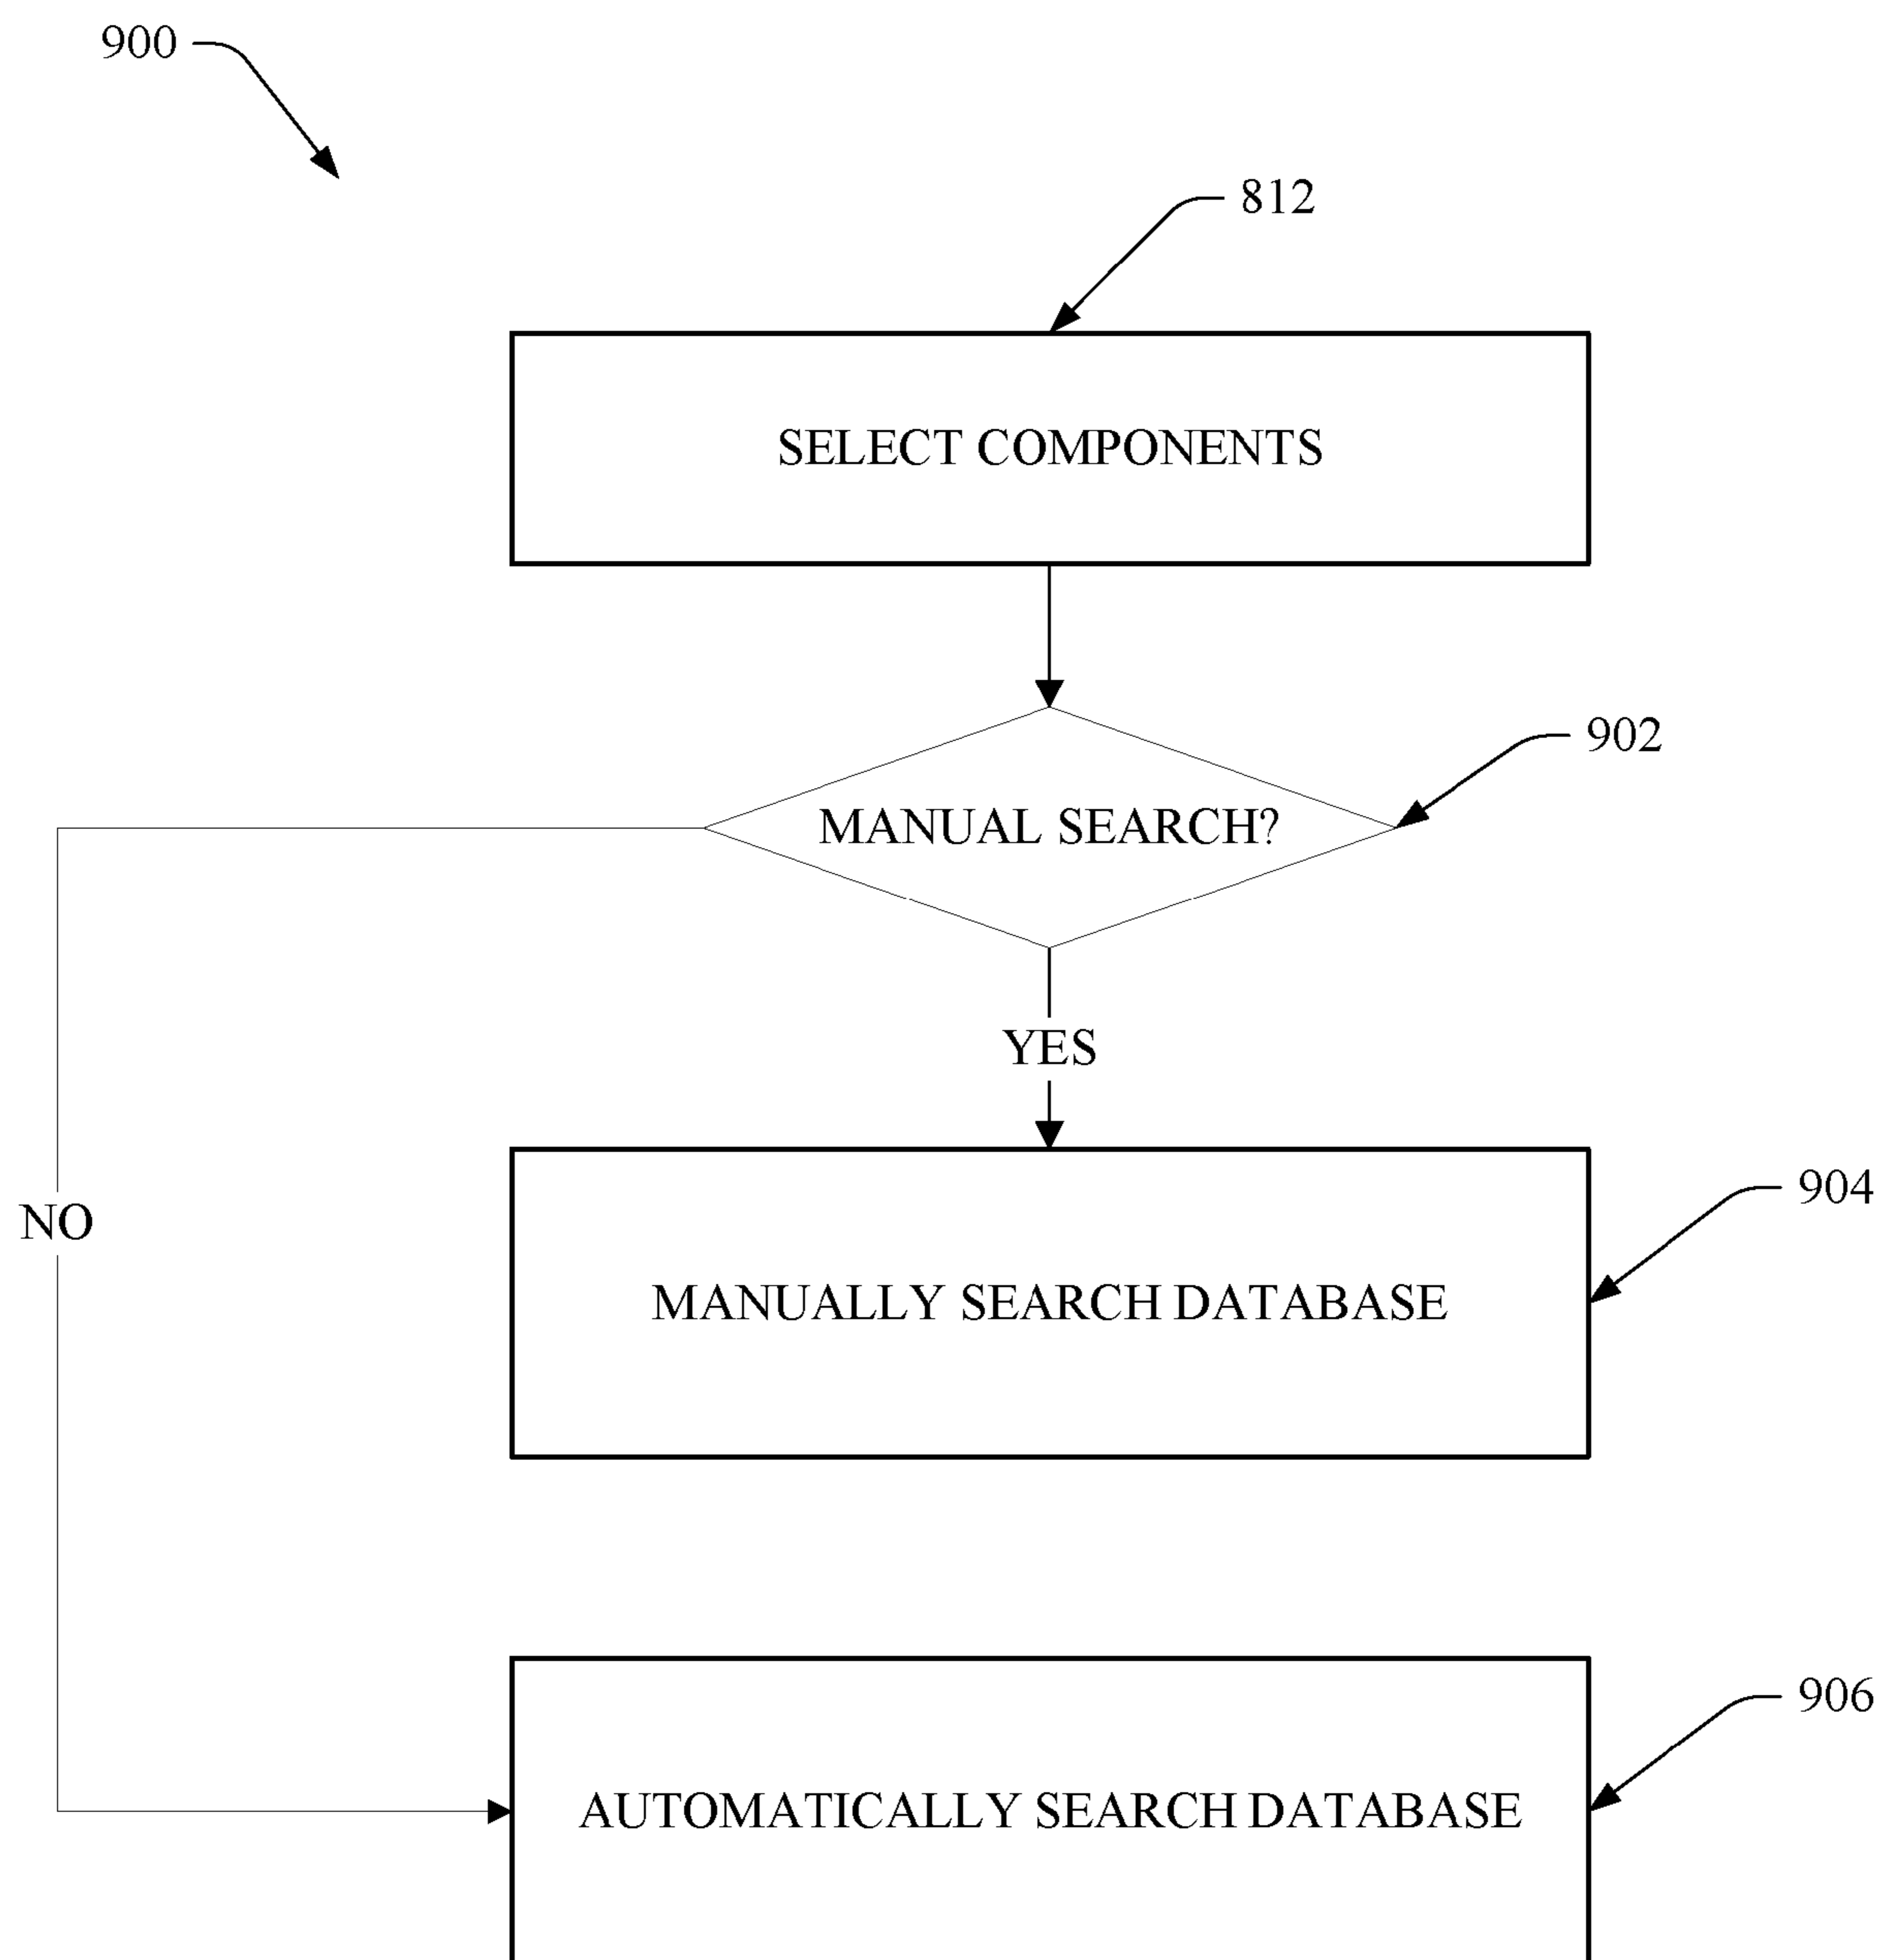 900
812
SELECT COMPONENTS
902
MANUAL SEARCH?
YES
904
NO
MANUALLY SEARCH DATABASE
906
AUTOMATICALLY SEARCH DATABASE